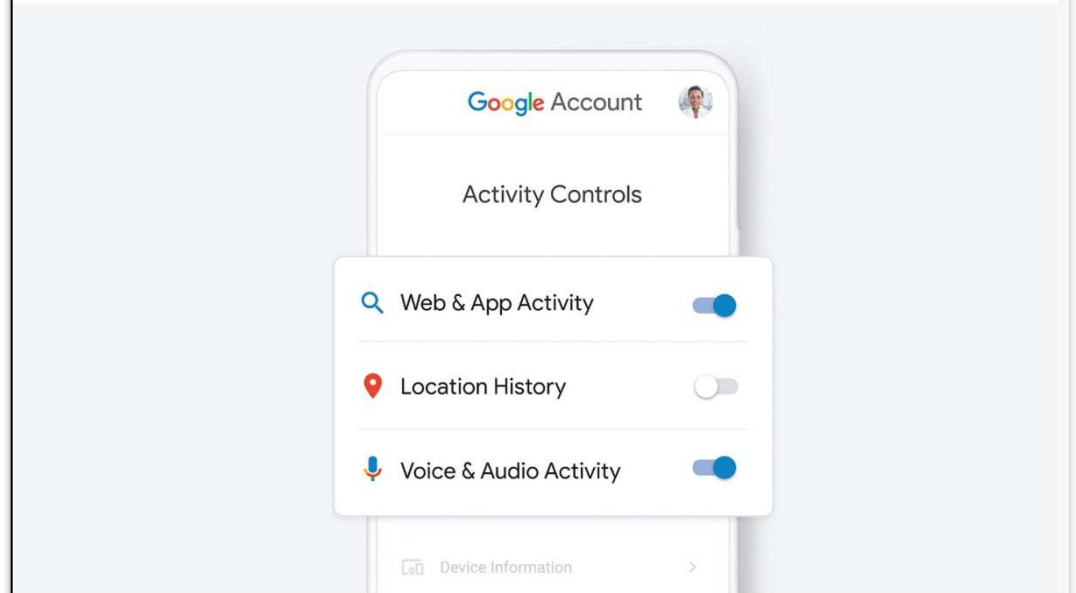 Google Account
Activity Controls
Web & App Activity
Location History
Voice & Audio Activity
Device Information